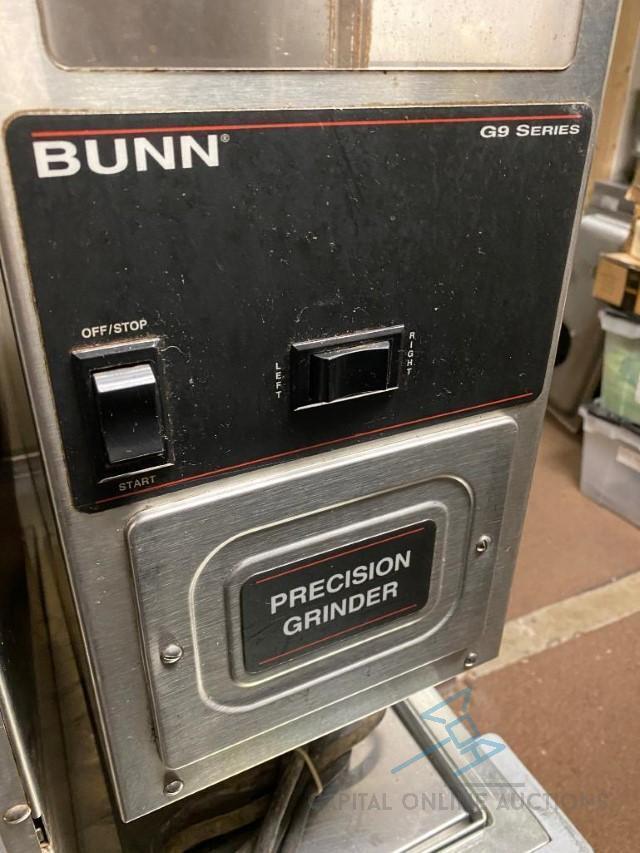 BUNN®
G9 SERIES
OFF/STOP
LEFT
RIGHT
START
PRECISION
GRINDER
CAPITAL ONLINE AUCTIONS